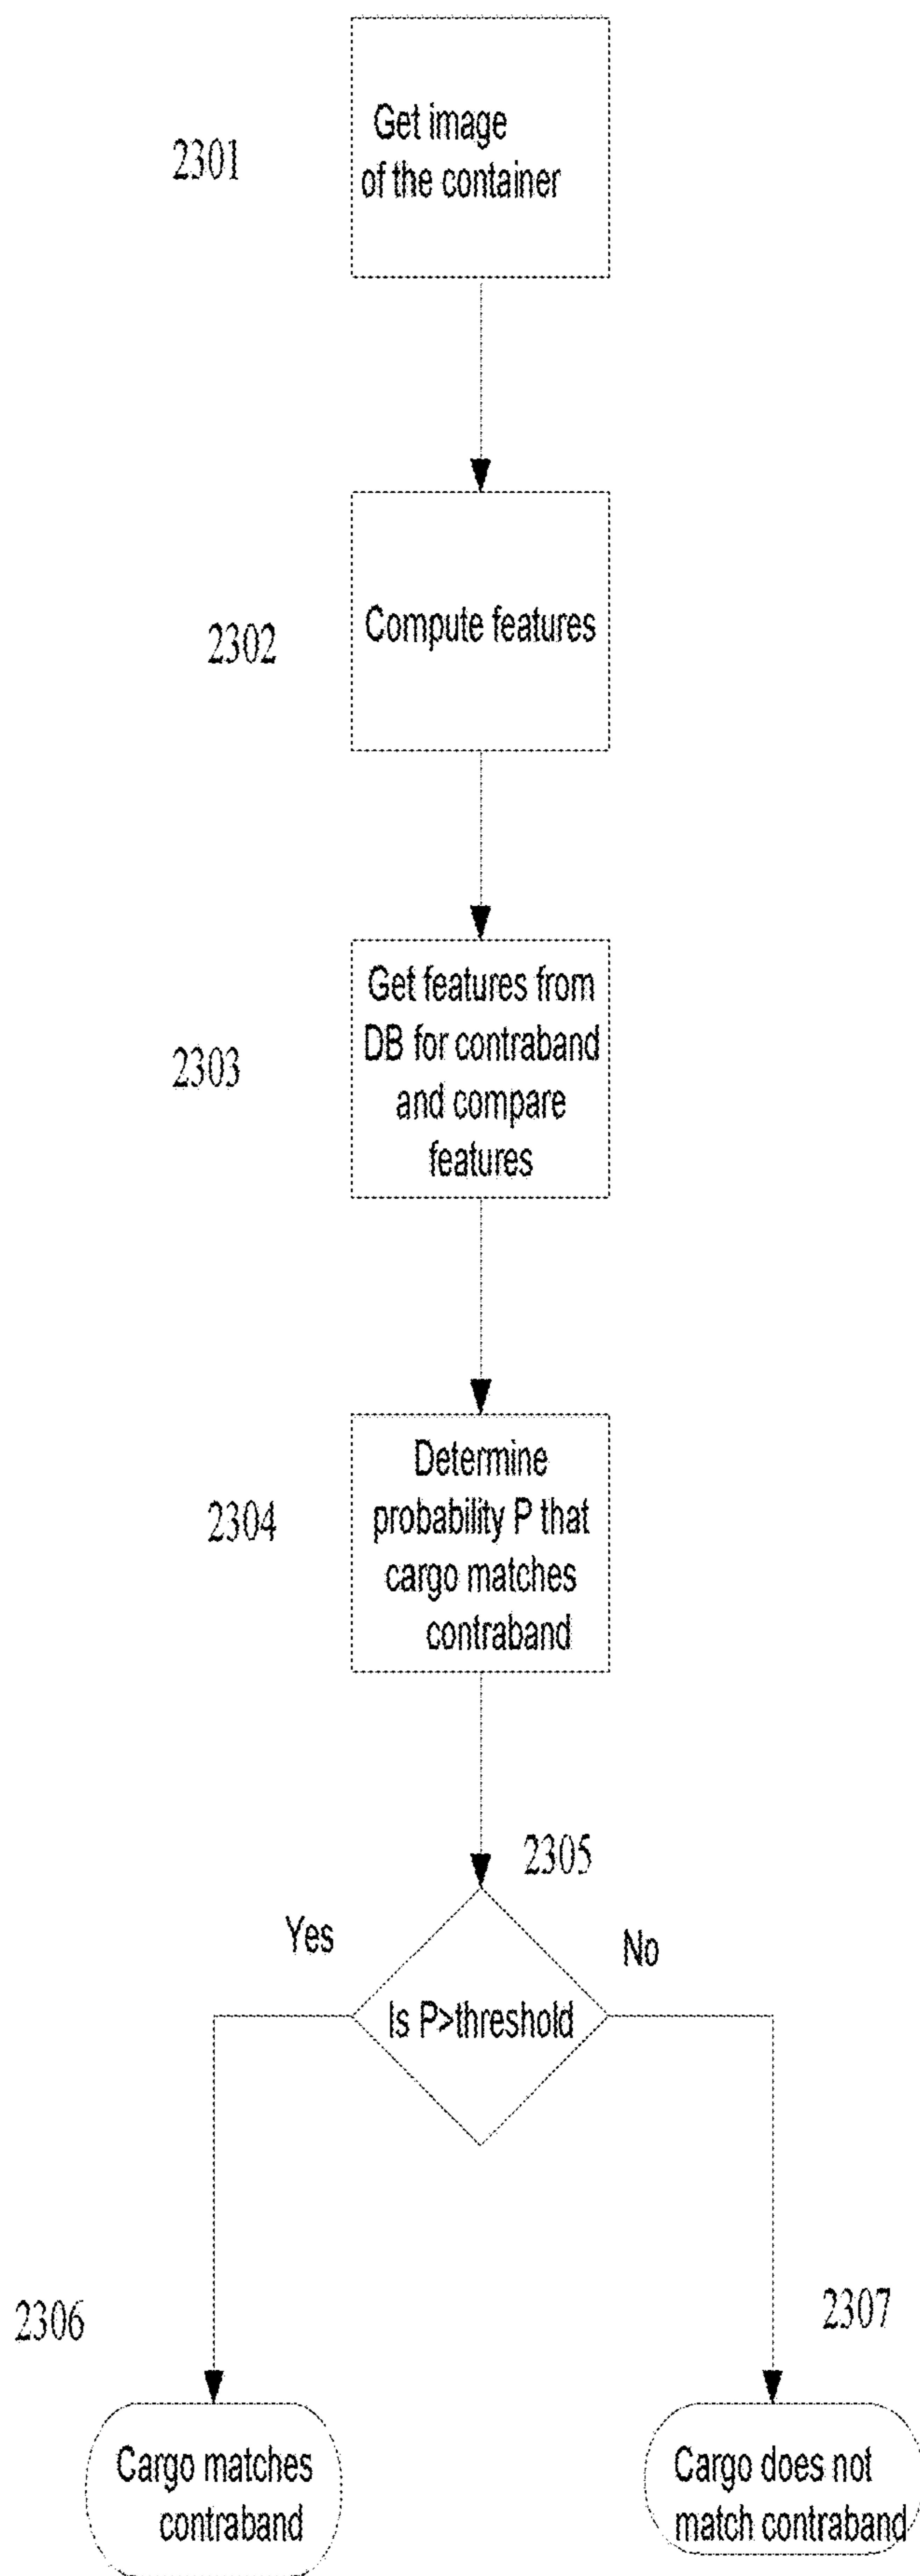 2301
Get image
of the container
2302
Compute features
2303
Get features from
DB for contraband
and compare
features
2304
Determine
probability P that
cargo matches
contraband
2305
Yes
No
Is P>threshold
2306
2307
Cargo matches
contraband
Cargo does not
match contraband